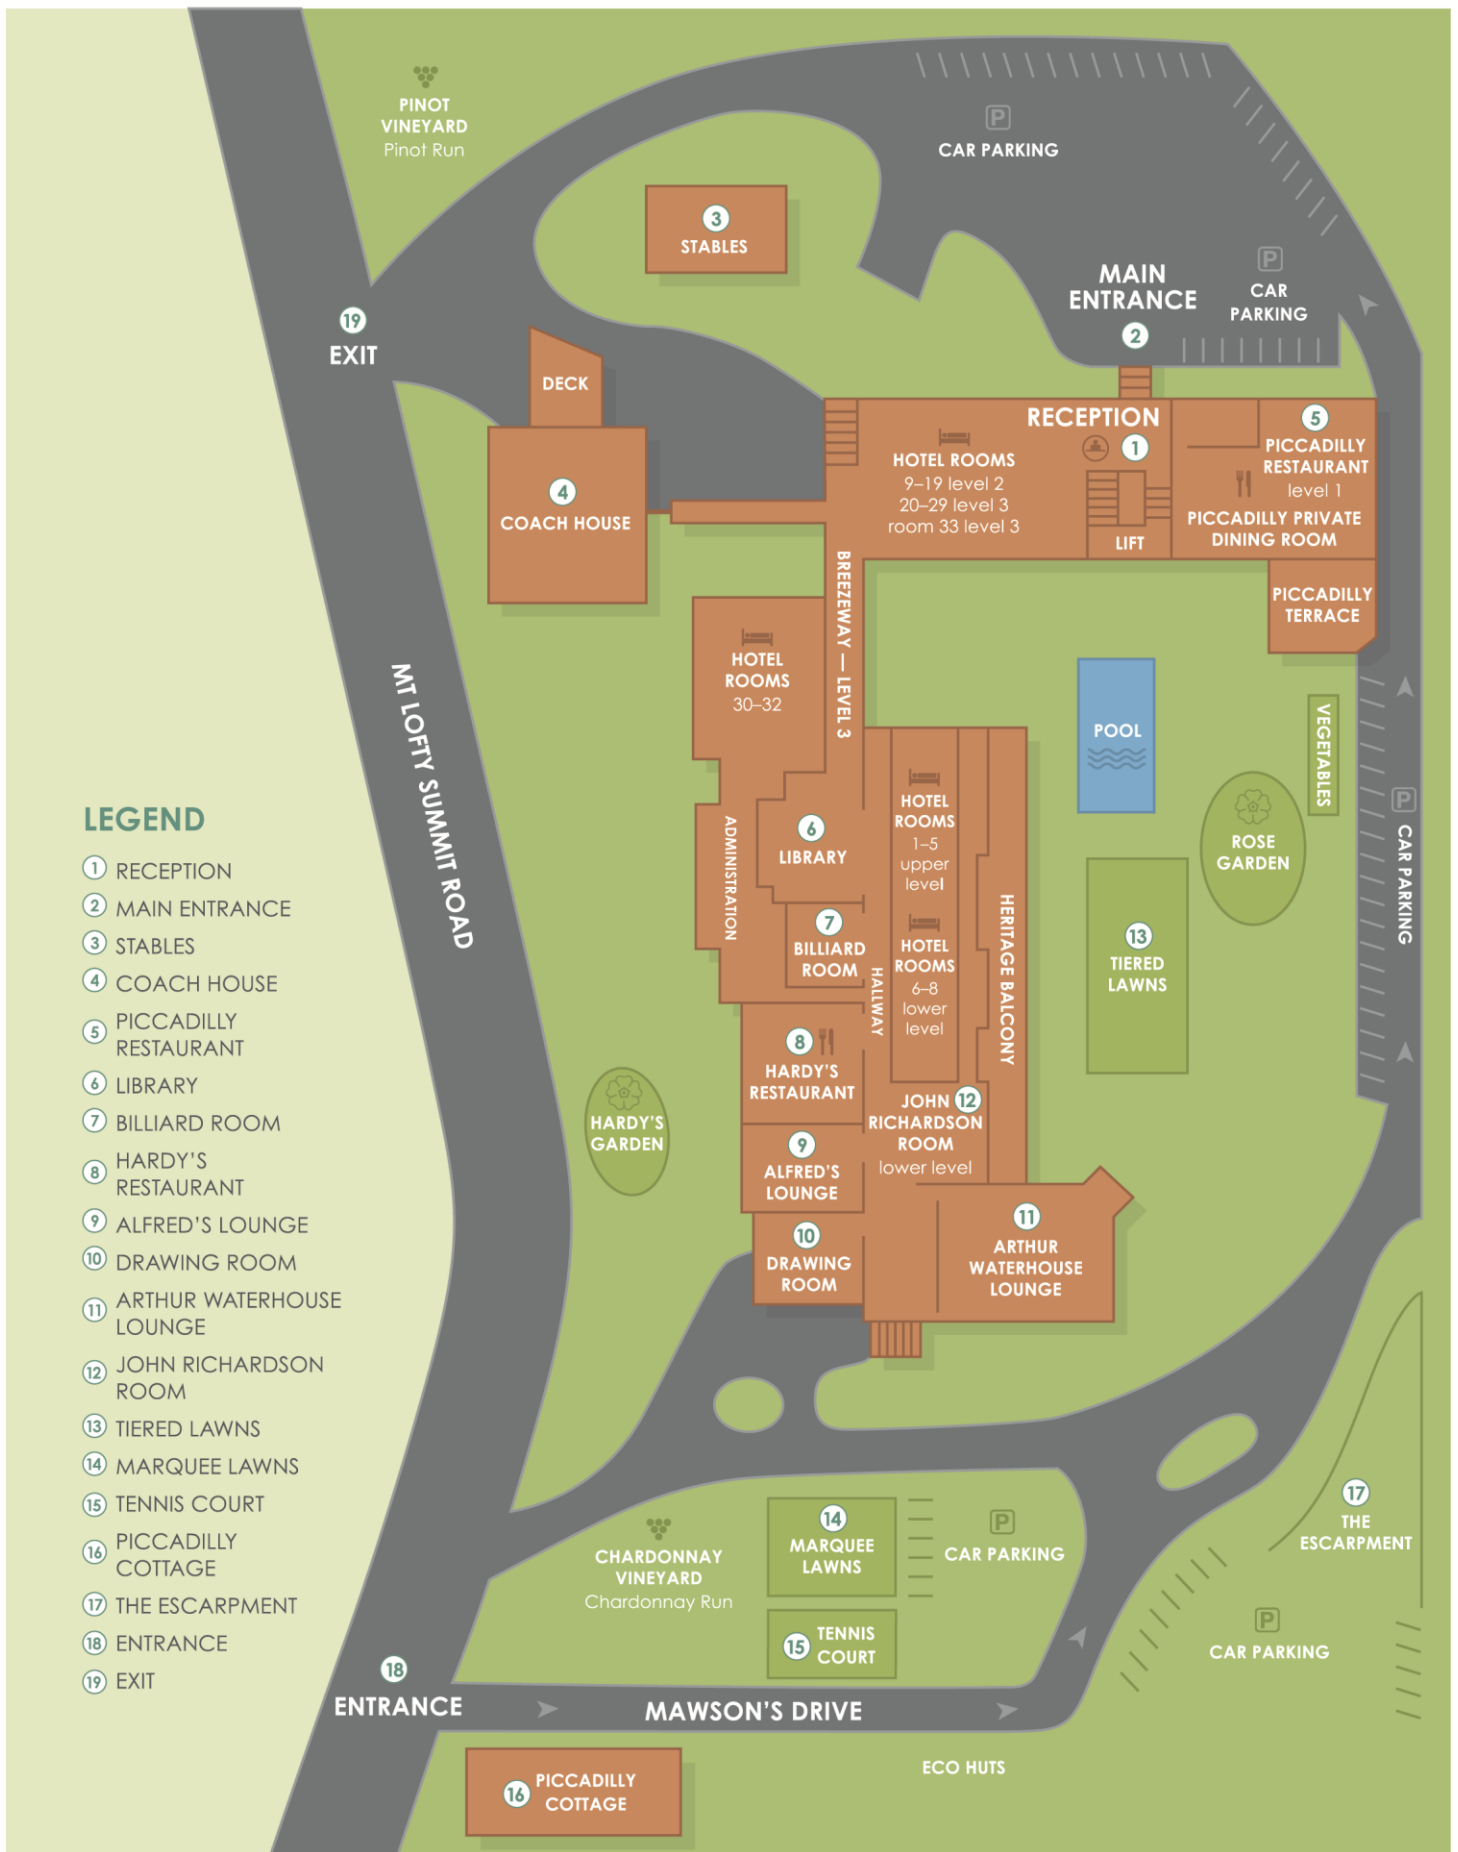 PINOT
VINEYARD
Pinot Run
P
CAR PARKING
3
STABLES
MAIN
ENTRANCE
2
P
CAR
PARKING
19
EXIT
DECK
4
COACH HOUSE
RECEPTION
1
HOTEL ROOMS
9–19 level 2
20–29 level 3
room 33 level 3
LIFT
5
PICCADILLY
RESTAURANT
level 1
PICCADILLY PRIVATE
DINING ROOM
PICCADILLY
TERRACE
BREEZEWAY — LEVEL 3
HOTEL
ROOMS
30–32
MT LOFTY SUMMIT ROAD
POOL
VEGETABLES
ROSE
GARDEN
P
CAR PARKING
ADMINISTRATION
6
LIBRARY
7
BILLIARD
ROOM
HALLWAY
HOTEL
ROOMS
1–5
upper
level
HOTEL
ROOMS
6–8
lower
level
HERITAGE BALCONY
13
TIERED
LAWNS
8
HARDY'S
RESTAURANT
HARDY'S
GARDEN
9
ALFRED'S
LOUNGE
JOHN 12
RICHARDSON
ROOM
lower level
10
DRAWING
ROOM
11
ARTHUR
WATERHOUSE
LOUNGE
LEGEND
1 RECEPTION
2 MAIN ENTRANCE
3 STABLES
4 COACH HOUSE
5 PICCADILLY
RESTAURANT
6 LIBRARY
7 BILLIARD ROOM
8 HARDY'S
RESTAURANT
9 ALFRED'S LOUNGE
10 DRAWING ROOM
11 ARTHUR WATERHOUSE
LOUNGE
12 JOHN RICHARDSON
ROOM
13 TIERED LAWNS
14 MARQUEE LAWNS
15 TENNIS COURT
16 PICCADILLY
COTTAGE
17 THE ESCARPMENT
18 ENTRANCE
19 EXIT
CHARDONNAY
VINEYARD
Chardonnay Run
14
MARQUEE
LAWNS
P
CAR PARKING
15 TENNIS
COURT
17
THE
ESCARPMENT
P
CAR PARKING
18
ENTRANCE
MAWSON'S DRIVE
16 PICCADILLY
COTTAGE
ECO HUTS